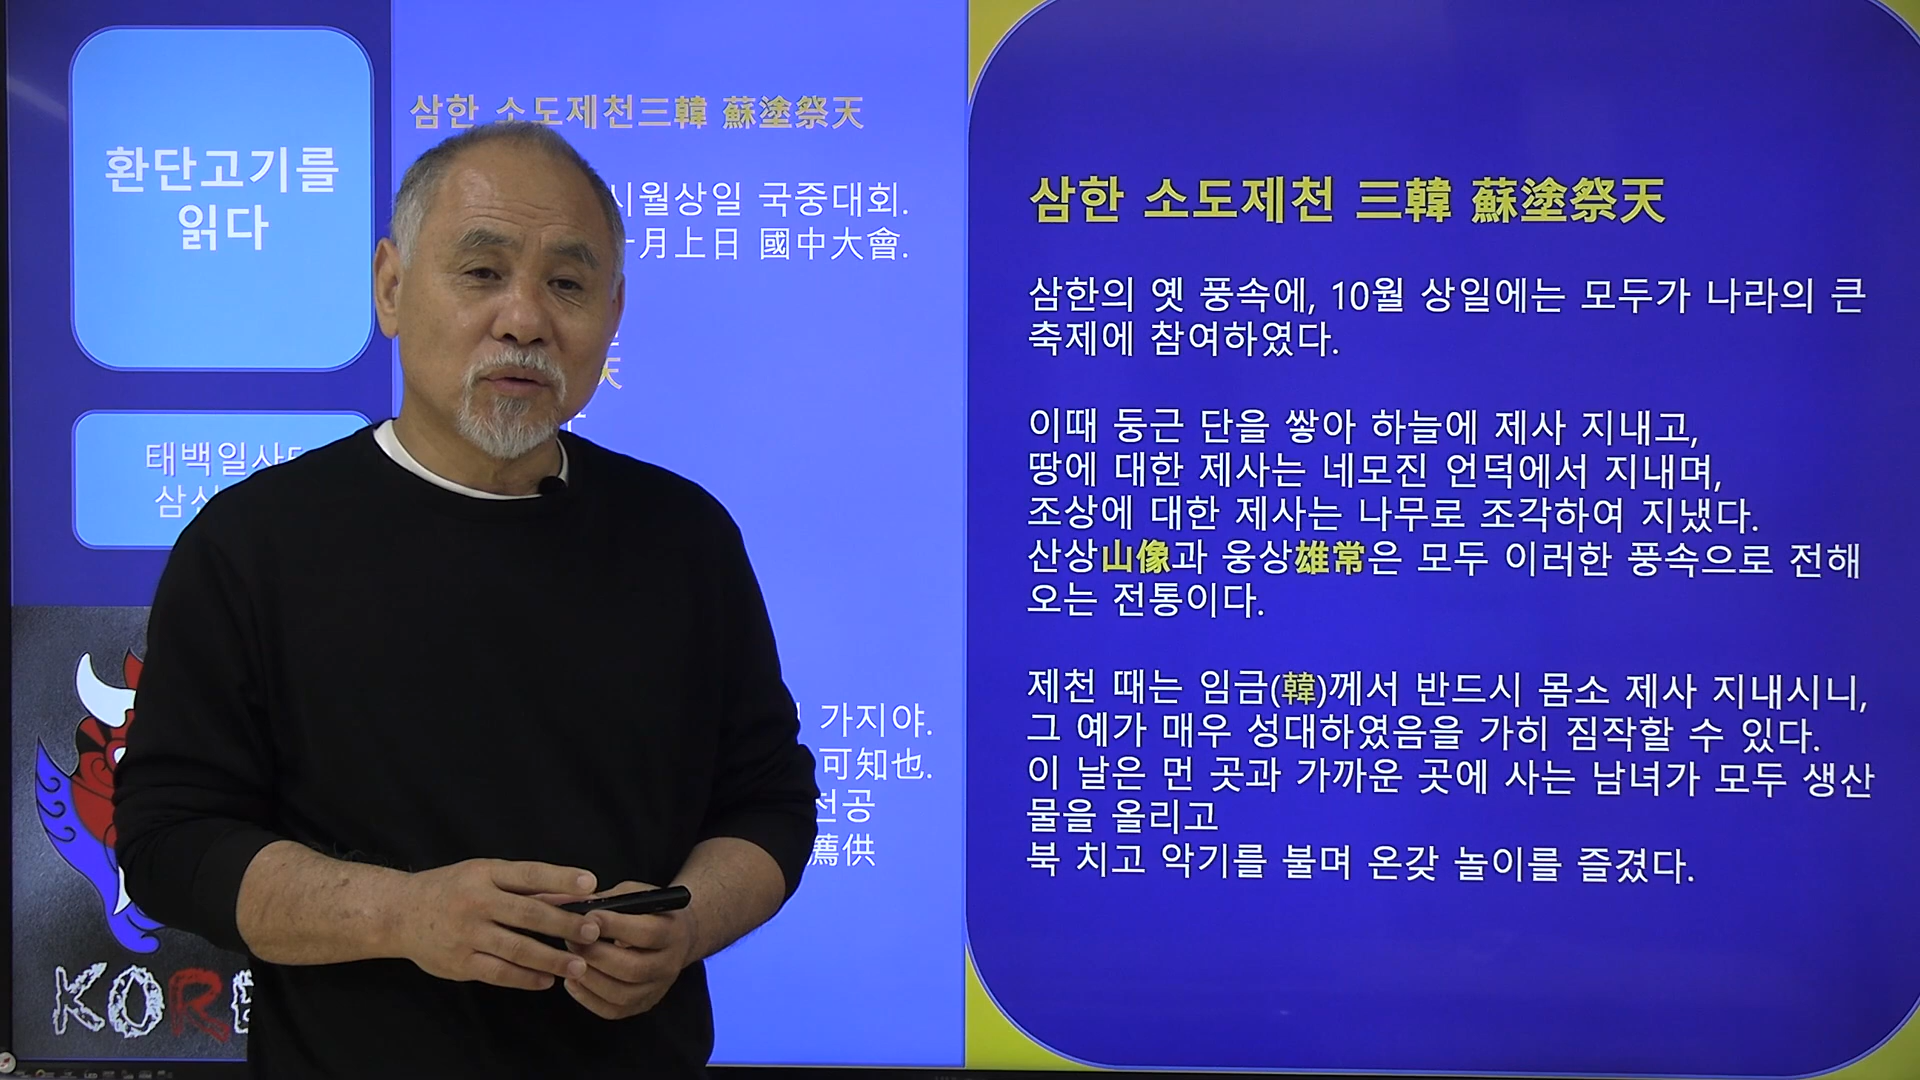 환단고기를
읽다
태백일사
KOR
삼한 소도제천三韓 蘇塗祭天
시월상일 국중대회.
十月上日 國中大會.
天
가지야.
可知也.
천공
薦供
삼한 소도제천 三韓 蘇塗祭天
삼한의 옛 풍속에, 10월 상일에는 모두가 나라의 큰
축제에 참여하였다.
이때 둥근 단을 쌓아 하늘에 제사 지내고,
땅에 대한 제사는 네모진 언덕에서 지내며,
조상에 대한 제사는 나무로 조각하여 지냈다.
산상山像과 웅상雄常은 모두 이러한 풍속으로 전해
오는 전통이다.
제천 때는 임금(韓)께서 반드시 몸소 제사 지내시니,
그 예가 매우 성대하였음을 가히 짐작할 수 있다.
이 날은 먼 곳과 가까운 곳에 사는 남녀가 모두 생산
물을 올리고
북 치고 악기를 불며 온갖 놀이를 즐겼다.